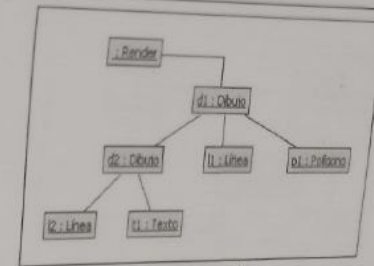 : Render
d1 : Dibujo
d2 : Dibujo
l1 : Línea
p1 : Polígono
l2 : Línea
t1 : Texto